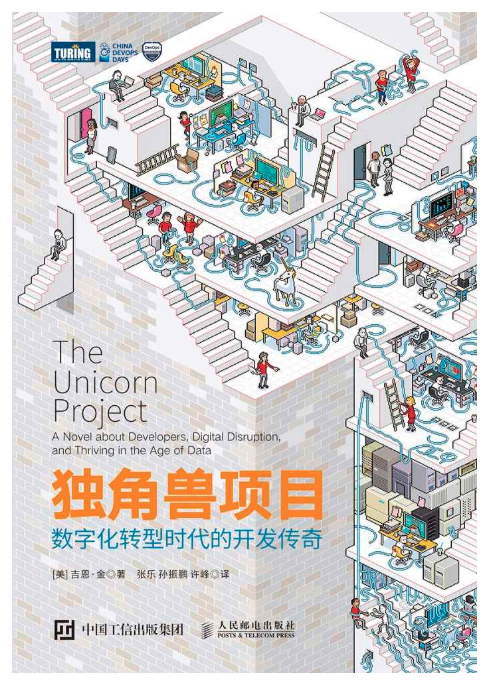 TURING
CHINA
DEVOPS
DAYS
DevOps
The
Unicorn
Project
A Novel about Developers, Digital Disruption,
and Thriving in the Age of Data
独角兽项目
数字化转型时代的开发传奇
[美] 吉恩·金◎著 张乐 孙振鹏 许峰◎译
中国工信出版集团 人民邮电出版社
POSTS & TELECOM PRESS